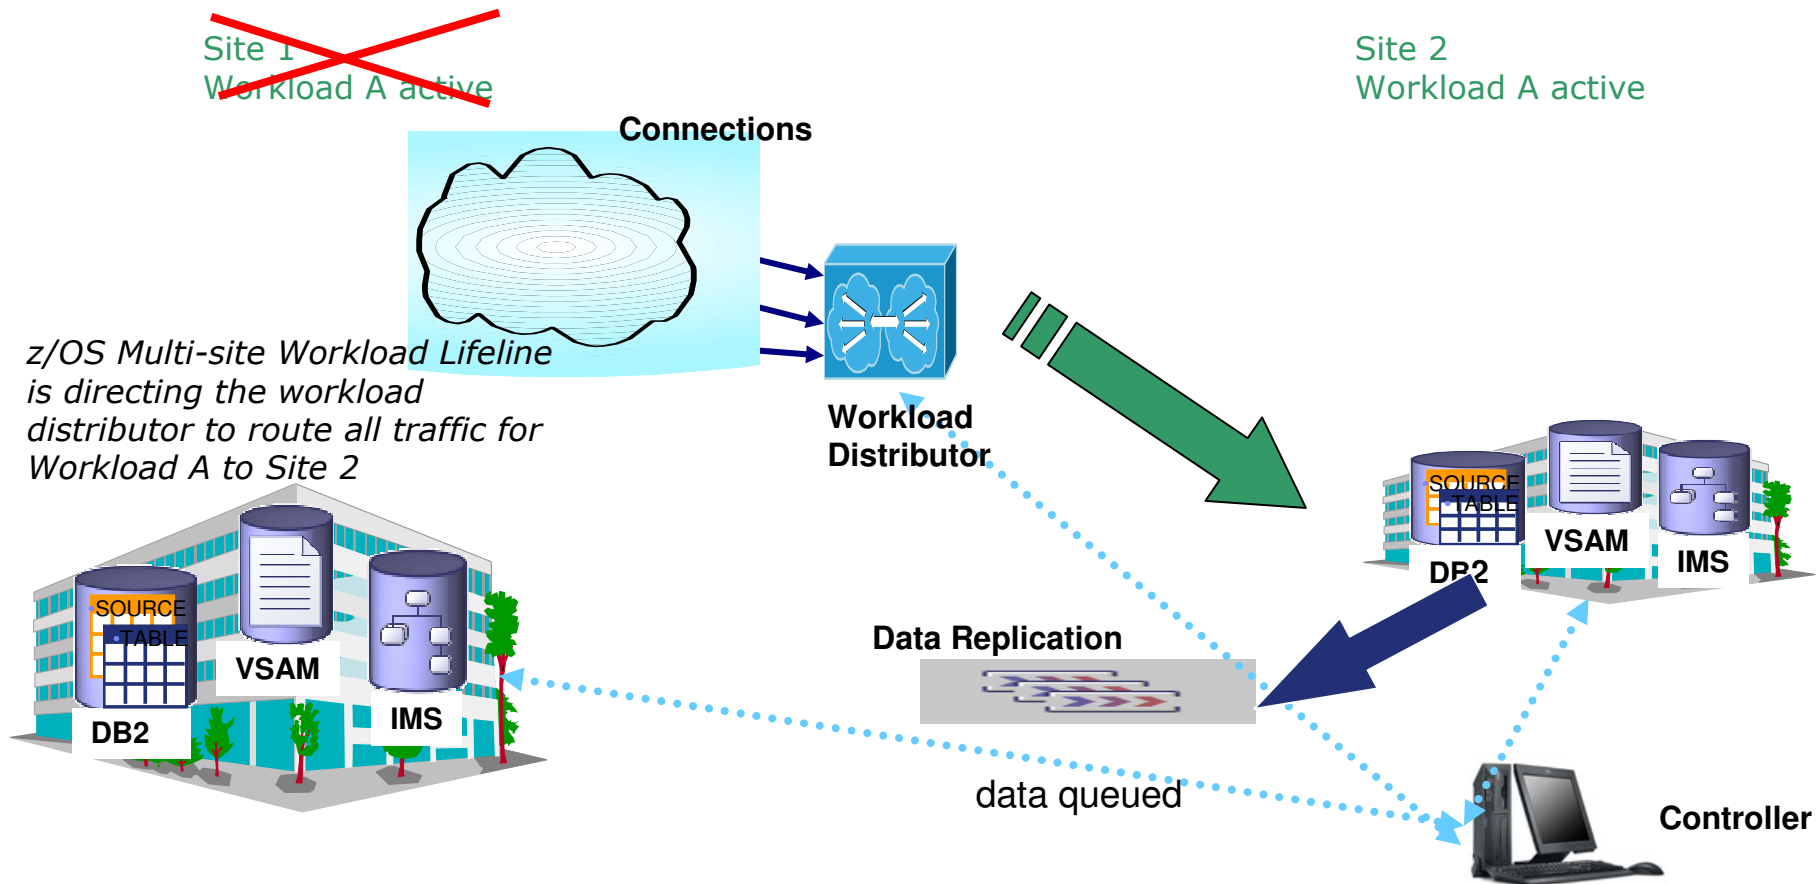 Site 1
Workload A active
Site 2
Workload A active
Connections
z/OS Multi-site Workload Lifeline
is directing the workload
distributor to route all traffic for
Workload A to Site 2
Workload
Distributor
SOURCE
TABLE
DB2
VSAM
IMS
SOURCE
TABLE
DB2
VSAM
IMS
Data Replication
data queued
Controller